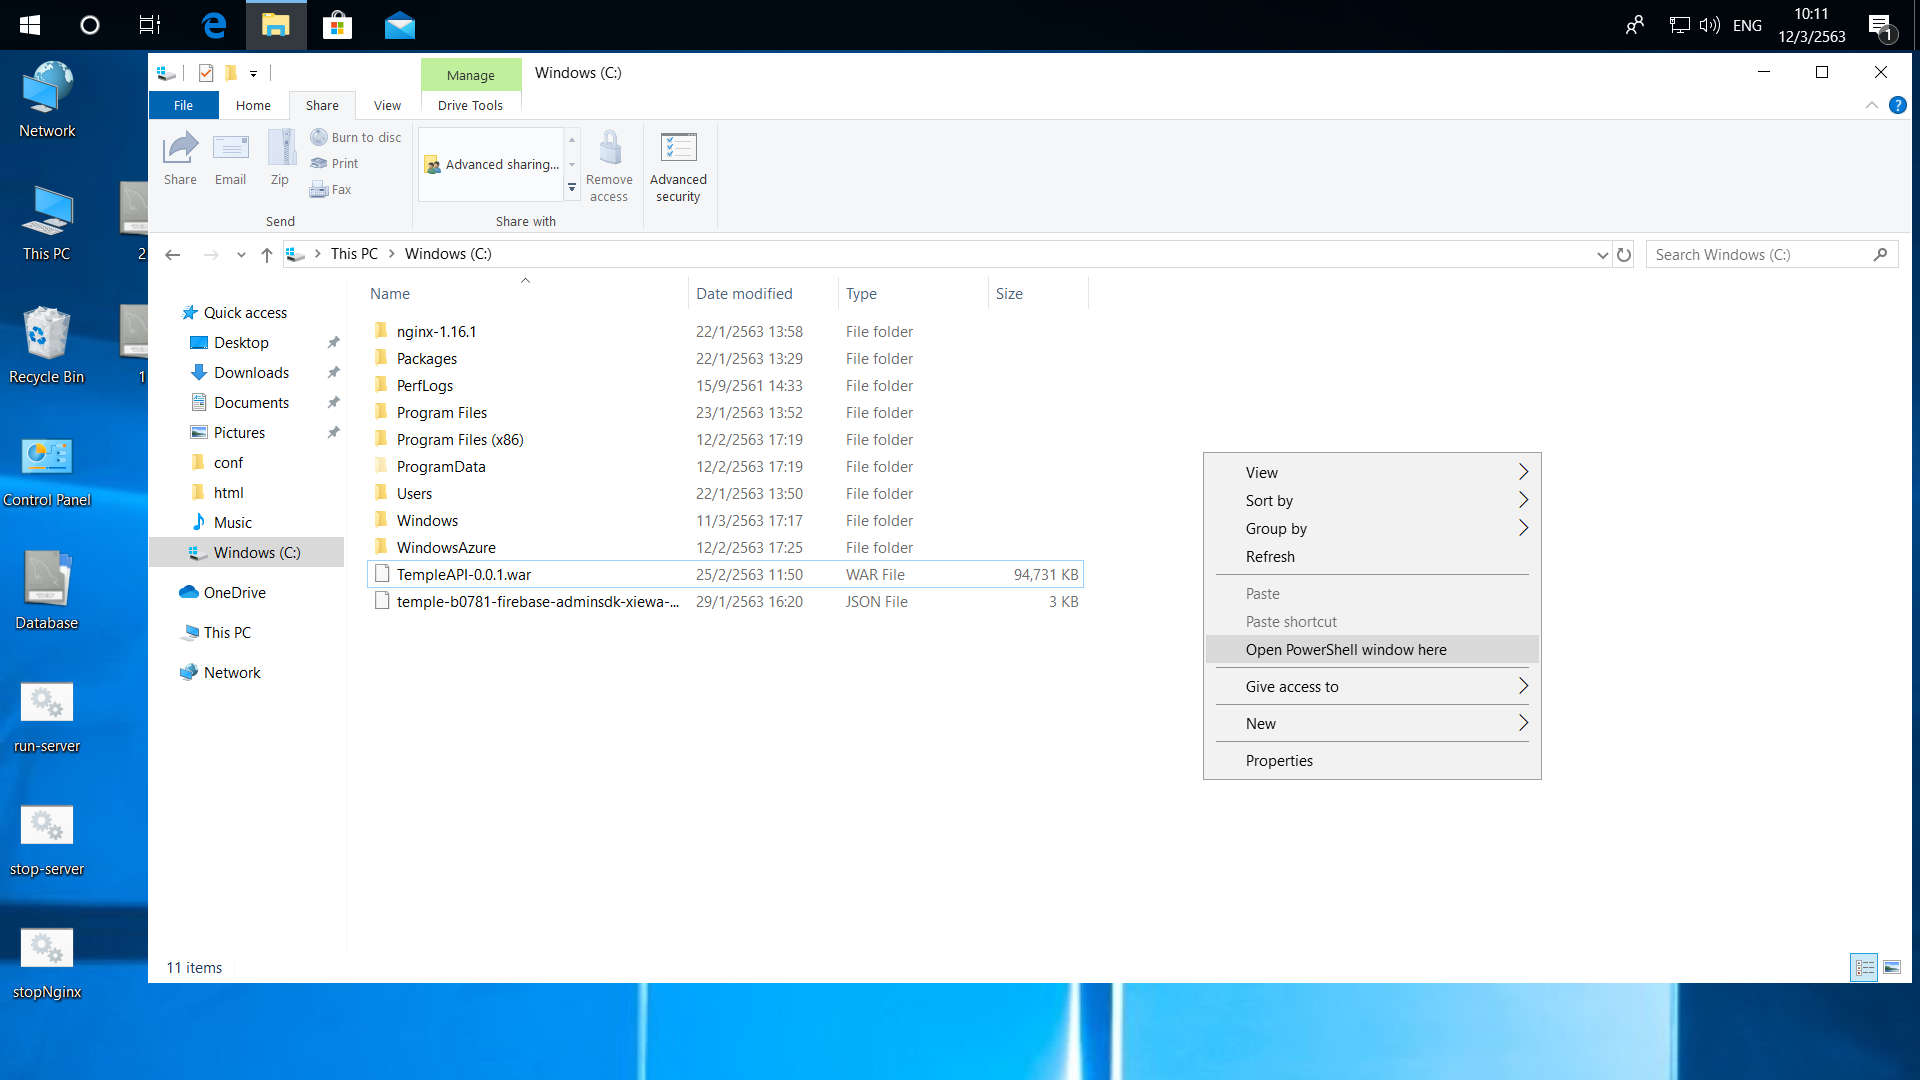 ENG
10:11
12/3/2563
1
Network
This PC
2
Recycle Bin
1
Control Panel
Database
run-server
stop-server
stopNginx
Manage
Windows (C:)
File
Home
Share
View
Drive Tools
?
Share
Email
Zip
Burn to disc
Print
Fax
Send
Advanced sharing...
Remove
access
Share with
Advanced
security
This PC
Windows (C:)
Search Windows (C:)
Quick access
Desktop
Downloads
Documents
Pictures
conf
html
Music
Windows (C:)
OneDrive
This PC
Network
Name Date modified Type Size
nginx-1.16.1 22/1/2563 13:58 File folder
Packages 22/1/2563 13:29 File folder
PerfLogs 15/9/2561 14:33 File folder
Program Files 23/1/2563 13:52 File folder
Program Files (x86) 12/2/2563 17:19 File folder
ProgramData 12/2/2563 17:19 File folder
Users 22/1/2563 13:50 File folder
Windows 11/3/2563 17:17 File folder
WindowsAzure 12/2/2563 17:25 File folder
TempleAPI-0.0.1.war 25/2/2563 11:50 WAR File 94,731 KB
temple-b0781-firebase-adminsdk-xiewa-... 29/1/2563 16:20 JSON File 3 KB
View
Sort by
Group by
Refresh
Paste
Paste shortcut
Open PowerShell window here
Give access to
New
Properties
11 items